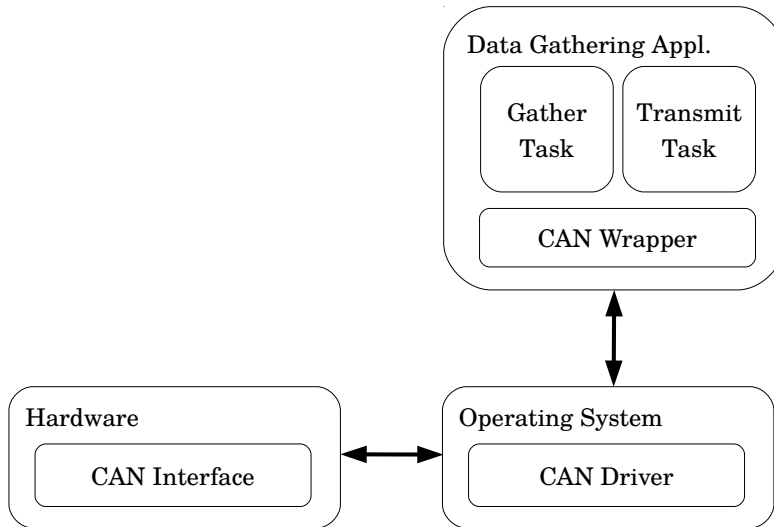 Data Gathering Appl.
Gather
Task
Transmit
Task
CAN Wrapper
Hardware
CAN Interface
Operating System
CAN Driver